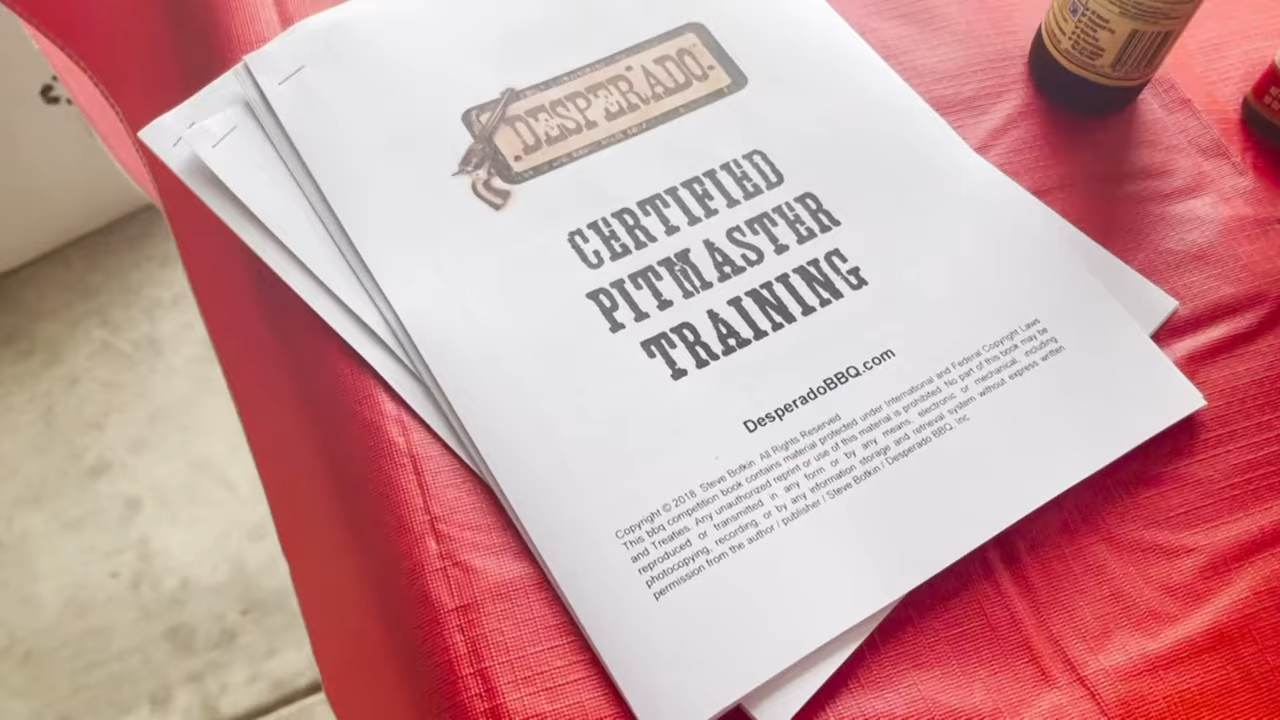 DESPERADO
CERTIFIED
PITMASTER
TRAINING
DesperadoBBQ.com
Copyright © 2018 Steve Botkin All Rights Reserved
This bbq competition book contains material protected under International and Federal Copyright Laws
and Treaties. Any unauthorized reprint or use of this material is prohibited. No part of this book may be
reproduced or transmitted in any form or by any means, electronic or mechanical, including
photocopying, recording, or by any information storage and retrieval system without express written
permission from the author / publisher / Steve Botkin / Desperado BBQ, Inc.